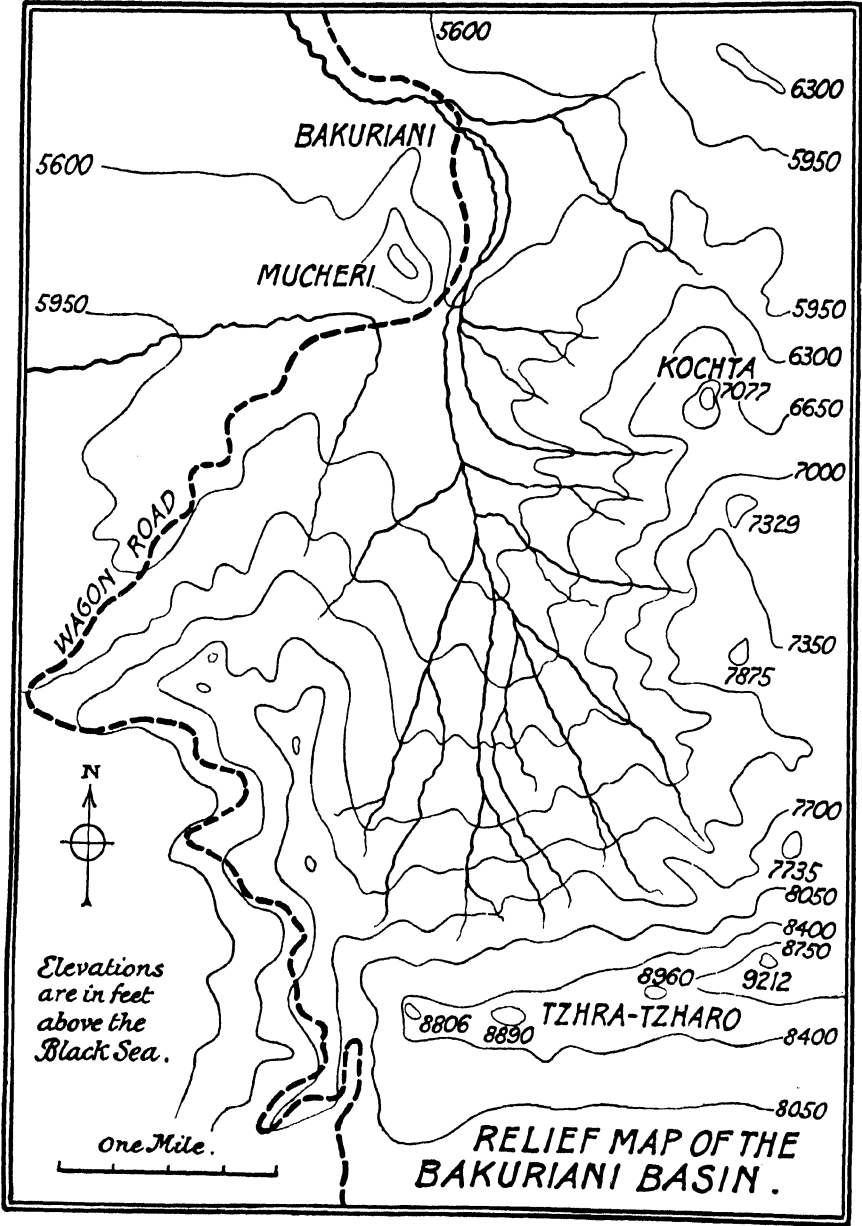 5600
6300
BAKURIANI
5950
5600
MUCHERI
5950
5950
6300
KOCHTA
7077
6650
7000
7329
WAGON ROAD
7350
7875
N
7700
7735
8050
8400
8750
8960
9212
Elevations
are in feet
above the
Black Sea.
8806
8890
TZHRA-TZHARO
8400
8050
One Mile.
RELIEF MAP OF THE
BAKURIANI BASIN.